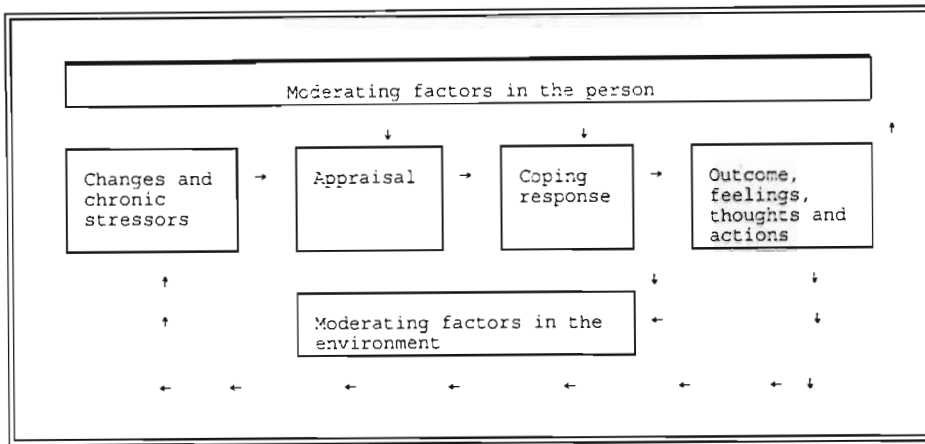 Moderating factors in the person
↓ ↓ ↑
Changes and
chronic
stressors
→
Appraisal
→
Coping
response
→
Outcome,
feelings,
thoughts and
actions
↑ ↓ ↓
Moderating factors in the
environment
↑ ← ↓
← ← ← ← ← ← ← ↓